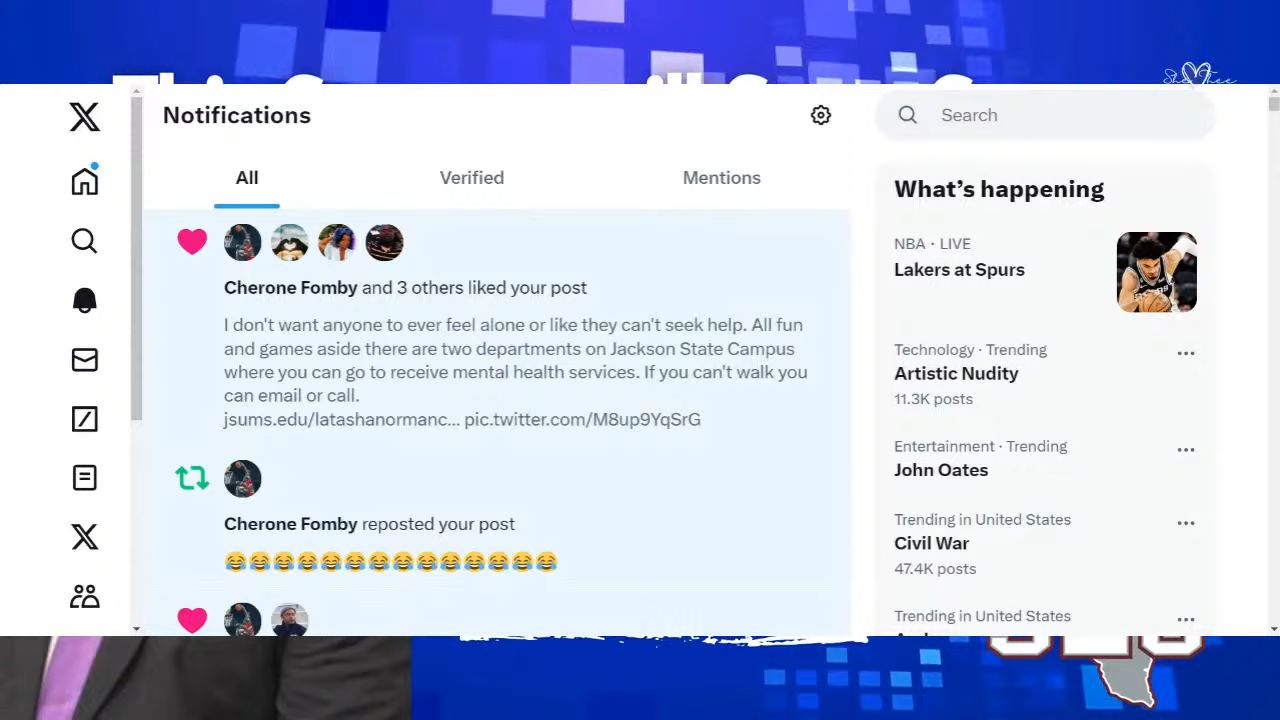 She Thee
Notifications
Search
All
Verified
Mentions
Cherone Fomby and 3 others liked your post
I don't want anyone to ever feel alone or like they can't seek help. All fun
and games aside there are two departments on Jackson State Campus
where you can go to receive mental health services. If you can't walk you
can email or call.
jsums.edu/latashanormanc... pic.twitter.com/M8up9YqSrG
Cherone Fomby reposted your post
😂😂😂😂😂😂😂😂😂😂😂😂😂😂
What’s happening
NBA · LIVE
Lakers at Spurs
Technology · Trending
Artistic Nudity
11.3K posts
Entertainment · Trending
John Oates
Trending in United States
Civil War
47.4K posts
Trending in United States